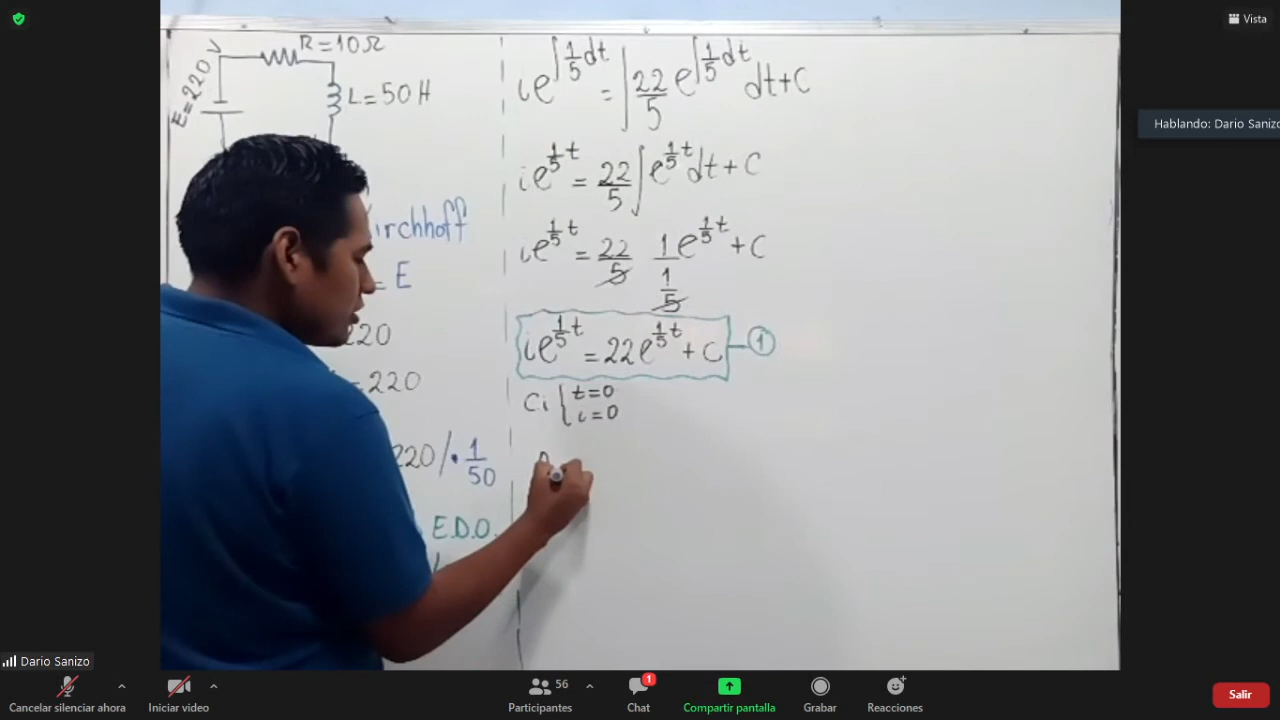 Vista
Hablando: Dario Sanizo
R=10Ω
E=220
L=50H
irchhoff
= E
220
=220
220/·1/50
E.D.O.
ie^∫1/5dt = ∫22/5 e^∫1/5dt dt+C
ie^1/5t = 22/5 ∫e^1/5t dt + C
ie^1/5t = 22/5 1/(1/5) e^1/5t + C
ie^1/5t = 22e^1/5t + C 1
Ci { t=0
i=0
Dario Sanizo
Cancelar silenciar ahora
Iniciar video
56
Participantes
1
Chat
Compartir pantalla
Grabar
Reacciones
Salir